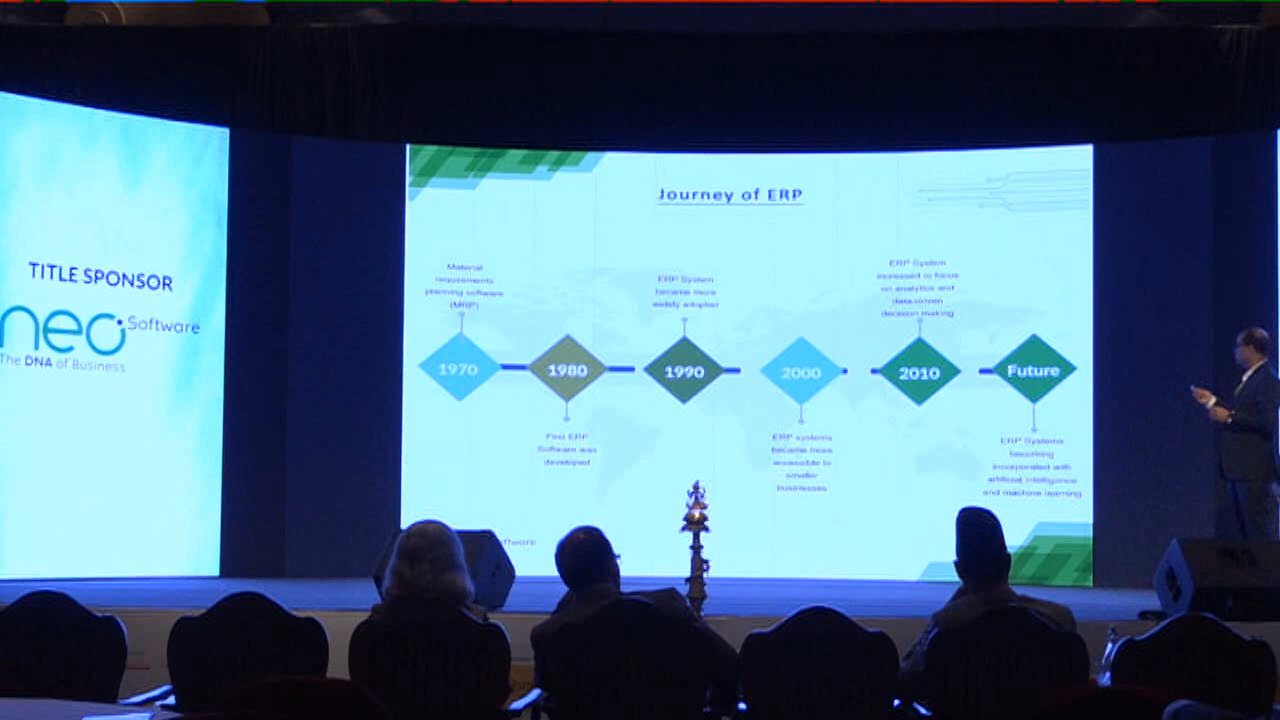 TITLE SPONSOR
neo Software
The DNA of Business
Journey of ERP
Material
requirements
planning software
(MRP)
1970
1980
First ERP
Software was
developed
ERP System
became more
widely adopted
1990
2000
ERP systems
became more
accessible to
smaller
businesses
ERP System
increased to focus
on analytics and
data-driven
decision making
2010
Future
ERP Systems
becoming
incorporated with
artificial intelligence
and machine learning
oftware